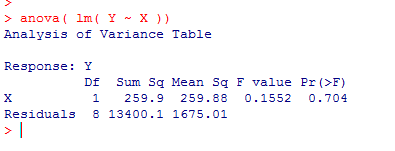 >
> anova( lm( Y ~ X ))
Analysis of Variance Table

Response: Y
          Df  Sum Sq Mean Sq F value Pr(>F)
X          1   259.9  259.88  0.1552  0.704
Residuals  8 13400.1 1675.01
>